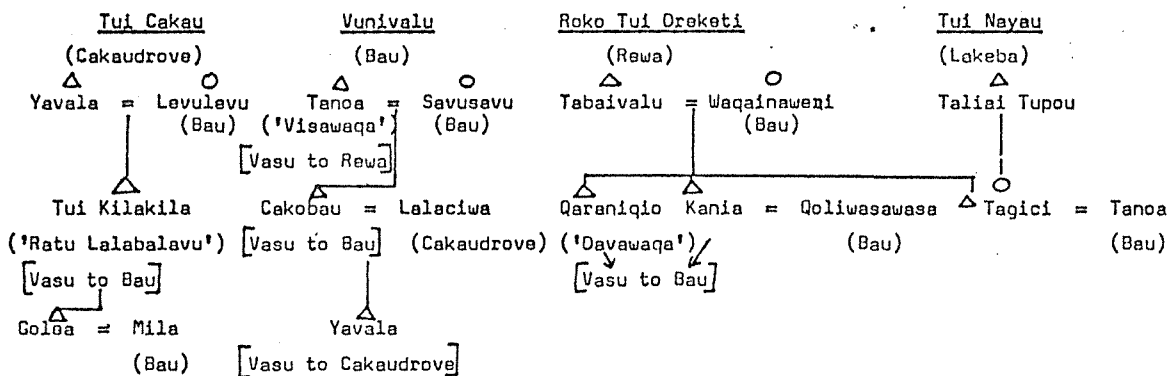 Tui Cakau Vunivalu Roko Tui Dreketi Tui Nayau
(Cakaudrove) (Bau) (Rewa) (Lakeba)
Yavala = Levulevu Tanoa = Savusavu Tabaivalu = Waqainaweni Taliai Tupou
(Bau) ('Visawaqa') (Bau) (Bau)
[Vasu to Rewa]
Tui Kilakila Cakobau = Lalaciwa Qaraniqio Kania = Qoliwasawasa Tagici = Tanoa
('Ratu Lalabalavu') [Vasu to Bau] (Cakaudrove) ('Davawaqa') (Bau) (Bau)
[Vasu to Bau] [Vasu to Bau]
Golea = Mila Yavala
(Bau) [Vasu to Cakaudrove]